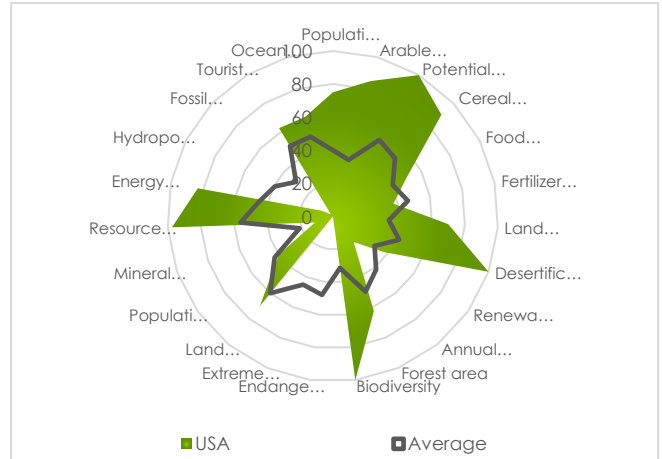 Populati...
Arable...
Potential...
Cereal...
Food...
Fertilizer...
Land...
Desertific...
Renewa...
Annual...
Forest area
Biodiversity
Endange...
Extreme...
Land...
Populati...
Mineral...
Resource...
Energy...
Hydropo...
Fossil...
Tourist...
Ocean...
100
80
60
40
20
0
USA
Average